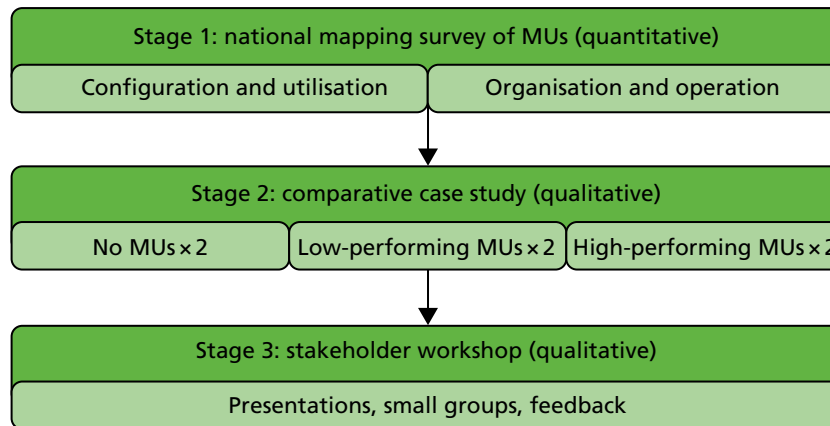 Stage 1: national mapping survey of MUs (quantitative)
Configuration and utilisation
Organisation and operation
Stage 2: comparative case study (qualitative)
No MUs × 2
Low-performing MUs × 2
High-performing MUs × 2
Stage 3: stakeholder workshop (qualitative)
Presentations, small groups, feedback